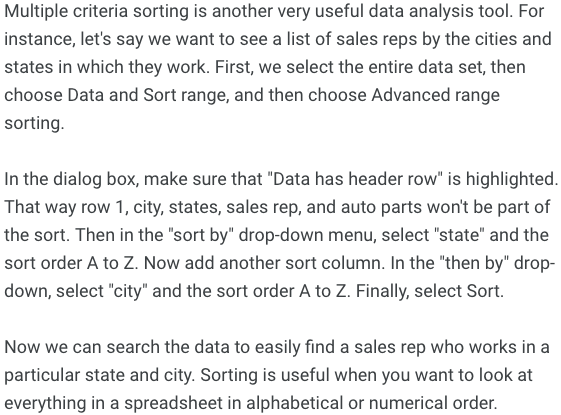 Multiple criteria sorting is another very useful data analysis tool. For
instance, let's say we want to see a list of sales reps by the cities and
states in which they work. First, we select the entire data set, then
choose Data and Sort range, and then choose Advanced range
sorting.
In the dialog box, make sure that "Data has header row" is highlighted.
That way row 1, city, states, sales rep, and auto parts won't be part of
the sort. Then in the "sort by" drop-down menu, select "state" and the
sort order A to Z. Now add another sort column. In the "then by" drop-
down, select "city" and the sort order A to Z. Finally, select Sort.
Now we can search the data to easily find a sales rep who works in a
particular state and city. Sorting is useful when you want to look at
everything in a spreadsheet in alphabetical or numerical order.